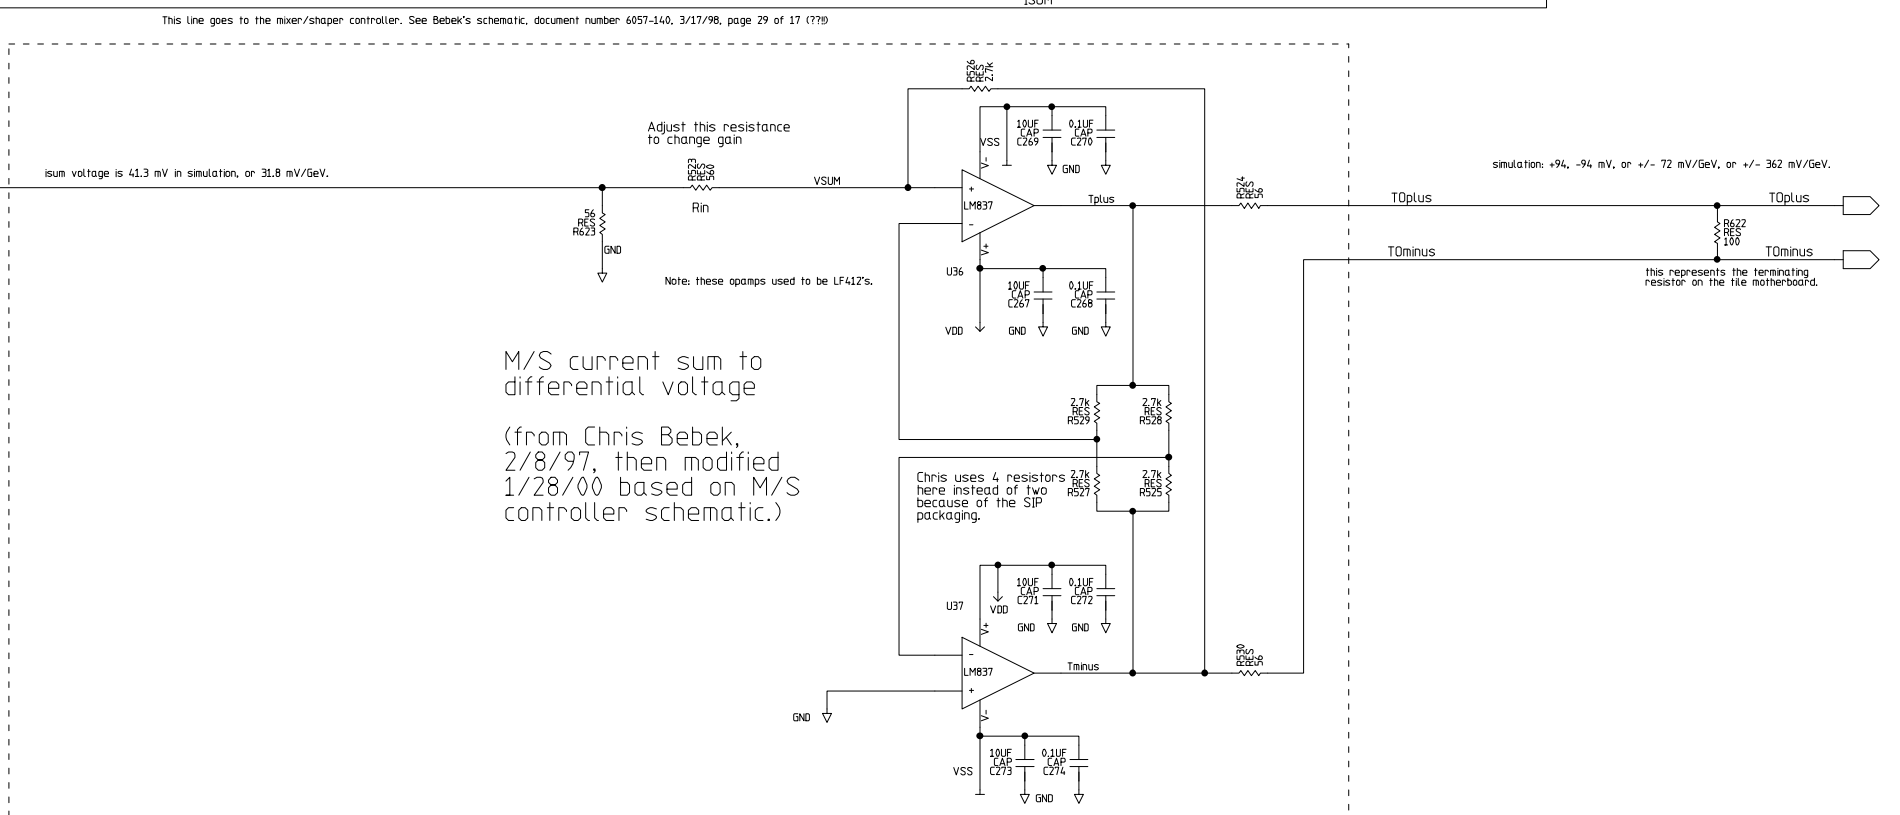 ISUM
This line goes to the mixer/shaper controller. See Bebek's schematic, document number 6057-140, 3/17/98, page 29 of 17 (??!!)
R526
RES
2.7k
Adjust this resistance
to change gain
10UF
CAP
C269
0.1UF
CAP
C270
VSS
V-
GND
simulation: +94, -94 mV, or +/- 72 mV/GeV, or +/- 362 mV/GeV.
isum voltage is 41.3 mV in simulation, or 31.8 mV/GeV.
R523
RES
560
VSUM
Rin
+
LM837
-
Tplus
R524
RES
56
TOplus
TOplus
56
RES
R623
GND
R622
RES
100
V+
U36
TOminus
TOminus
this represents the terminating
resistor on the tile motherboard.
Note: these opamps used to be LF412's.
10UF
CAP
C267
0.1UF
CAP
C268
VDD
GND
GND
M/S current sum to
differential voltage
(from Chris Bebek,
2/8/97, then modified
1/28/00 based on M/S
controller schematic.)
2.7k
RES
R529
2.7k
RES
R528
Chris uses 4 resistors
here instead of two
because of the SIP
packaging.
2.7k
RES
R527
2.7k
RES
R525
10UF
CAP
C271
0.1UF
CAP
C272
U37
VDD
V+
GND
GND
-
LM837
+
Tminus
R530
RES
56
GND
V-
10UF
CAP
C273
0.1UF
CAP
C274
VSS
GND